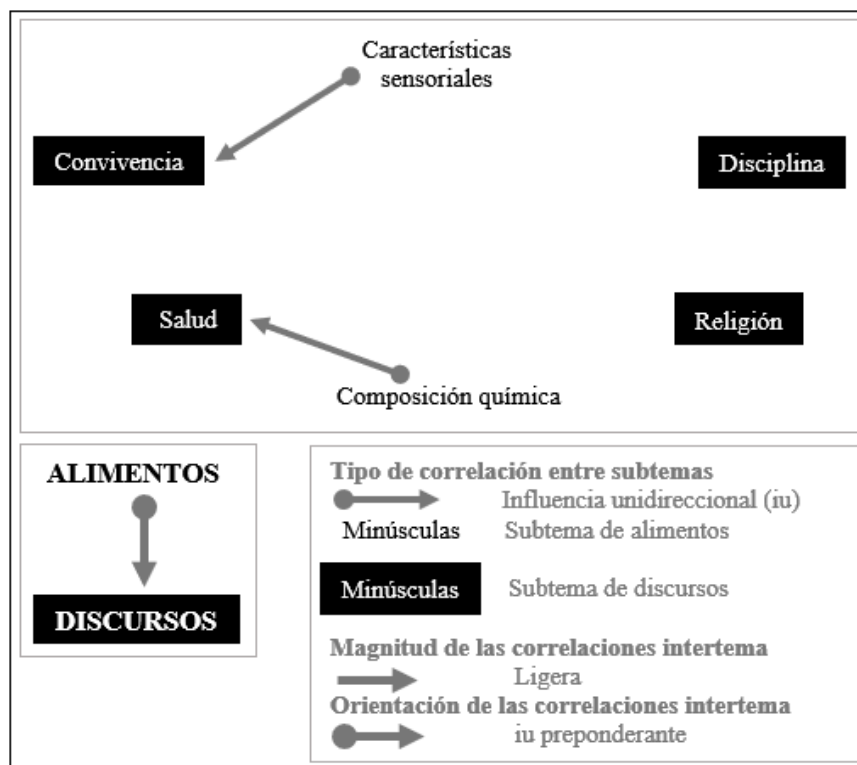 Características
sensoriales
Convivencia
Disciplina
Salud
Religión
Composición química
ALIMENTOS
DISCURSOS
Tipo de correlación entre subtemas
Influencia unidireccional (iu)
Minúsculas Subtema de alimentos
Minúsculas Subtema de discursos
Magnitud de las correlaciones intertema
Ligera
Orientación de las correlaciones intertema
iu preponderante